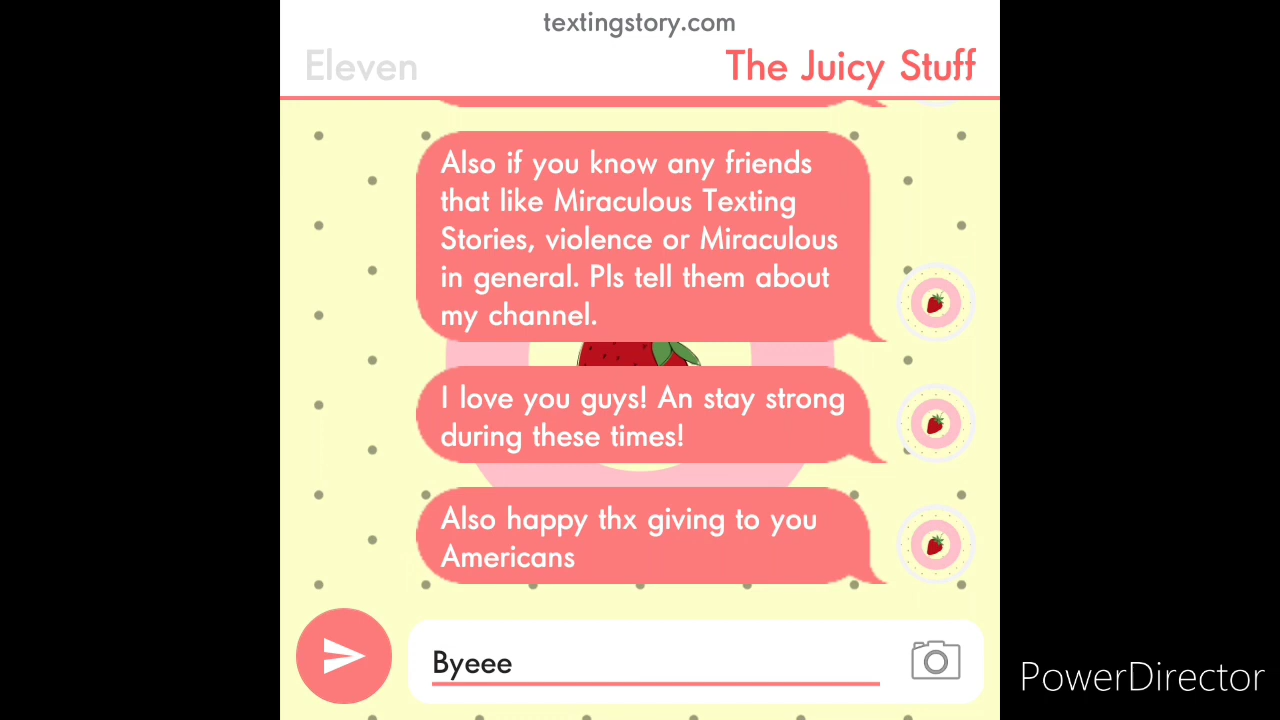 textingstory.com
Eleven
The Juicy Stuff
Also if you know any friends
that like Miraculous Texting
Stories, violence or Miraculous
in general. Pls tell them about
my channel.
I love you guys! An stay strong
during these times!
Also happy thx giving to you
Americans
Byeee
PowerDirector